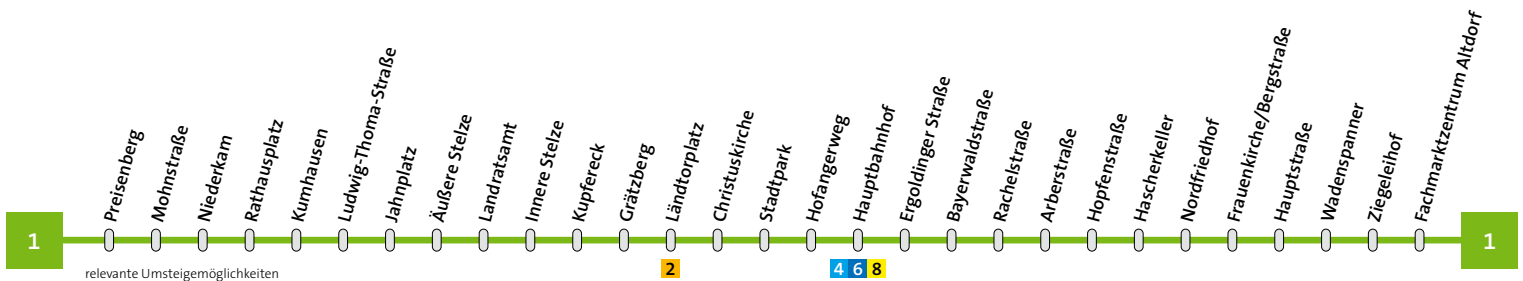 1
Preisenberg
Mohnstraße
Niederkam
Rathausplatz
Kumhausen
Ludwig-Thoma-Straße
Jahnplatz
Äußere Stelze
Landratsamt
Innere Stelze
Kupfereck
Grätzberg
Ländtorplatz
Christuskirche
Stadtpark
Hofangerweg
Hauptbahnhof
Ergoldinger Straße
Bayerwaldstraße
Rachelstraße
Arberstraße
Hopfenstraße
Hascherkeller
Nordfriedhof
Frauenkirche/Bergstraße
Hauptstraße
Wadenspanner
Ziegeleihof
Fachmarktzentrum Altdorf
1
relevante Umsteigemöglichkeiten
2
4 6 8